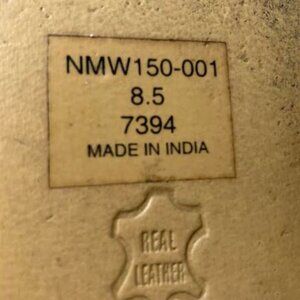 NMW150-001
8.5
7394
MADE IN INDIA
REAL
LEATHER